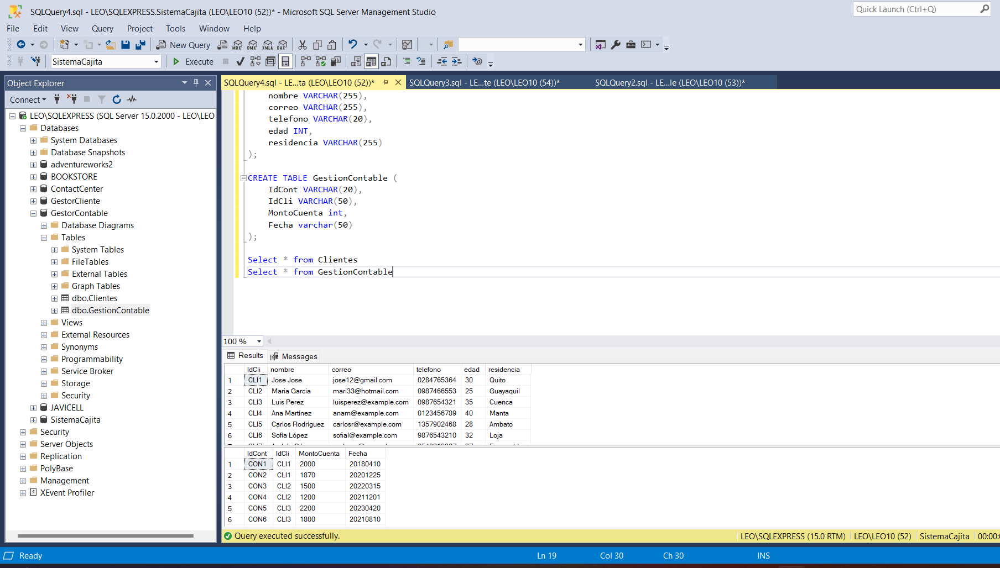 SQLQuery4.sql - LEO\SQLEXPRESS.SistemaCajita (LEO\LEO10 (52))* - Microsoft SQL Server Management Studio
Quick Launch (Ctrl+Q)
File Edit View Query Project Tools Window Help
New Query MDX DMX XMLA DAX
SistemaCajita Execute
Object Explorer
Connect
LEO\SQLEXPRESS (SQL Server 15.0.2000 - LEO\LEO
Databases
System Databases
Database Snapshots
adventureworks2
BOOKSTORE
ContactCenter
GestorCliente
GestorContable
Database Diagrams
Tables
System Tables
FileTables
External Tables
Graph Tables
dbo.Clientes
dbo.GestionContable
Views
External Resources
Synonyms
Programmability
Service Broker
Storage
Security
JAVICELL
SistemaCajita
Security
Server Objects
Replication
PolyBase
Management
XEvent Profiler
SQLQuery4.sql - LE...ta (LEO\LEO10 (52))* SQLQuery3.sql - LE...te (LEO\LEO10 (54))* SQLQuery2.sql - LE...le (LEO\LEO10 (53))*
nombre VARCHAR(255),
correo VARCHAR(255),
telefono VARCHAR(20),
edad INT,
residencia VARCHAR(255)
);
CREATE TABLE GestionContable (
IdCont VARCHAR(20),
IdCli VARCHAR(50),
MontoCuenta int,
Fecha varchar(50)
);
Select * from Clientes
Select * from GestionContable
100 %
Results Messages
IdCli nombre correo telefono edad residencia
1 CLI1 Jose Jose jose12@gmail.com 0284765364 30 Quito
2 CLI2 Maria Garcia mari33@hotmail.com 0987466553 25 Guayaquil
3 CLI3 Luis Perez luisperez@example.com 0987654321 35 Cuenca
4 CLI4 Ana Martínez anam@example.com 0123456789 40 Manta
5 CLI5 Carlos Rodríguez carlosr@example.com 1357902468 28 Ambato
6 CLI6 Sofía López sofial@example.com 9876543210 32 Loja
IdCont IdCli MontoCuenta Fecha
1 CON1 CLI1 2000 20180410
2 CON2 CLI1 1870 20201225
3 CON3 CLI2 1500 20220315
4 CON4 CLI2 1200 20211201
5 CON5 CLI3 2200 20230420
6 CON6 CLI3 1800 20210810
Query executed successfully. LEO\SQLEXPRESS (15.0 RTM) LEO\LEO10 (52) SistemaCajita 00:00:
Ready Ln 19 Col 30 Ch 30 INS